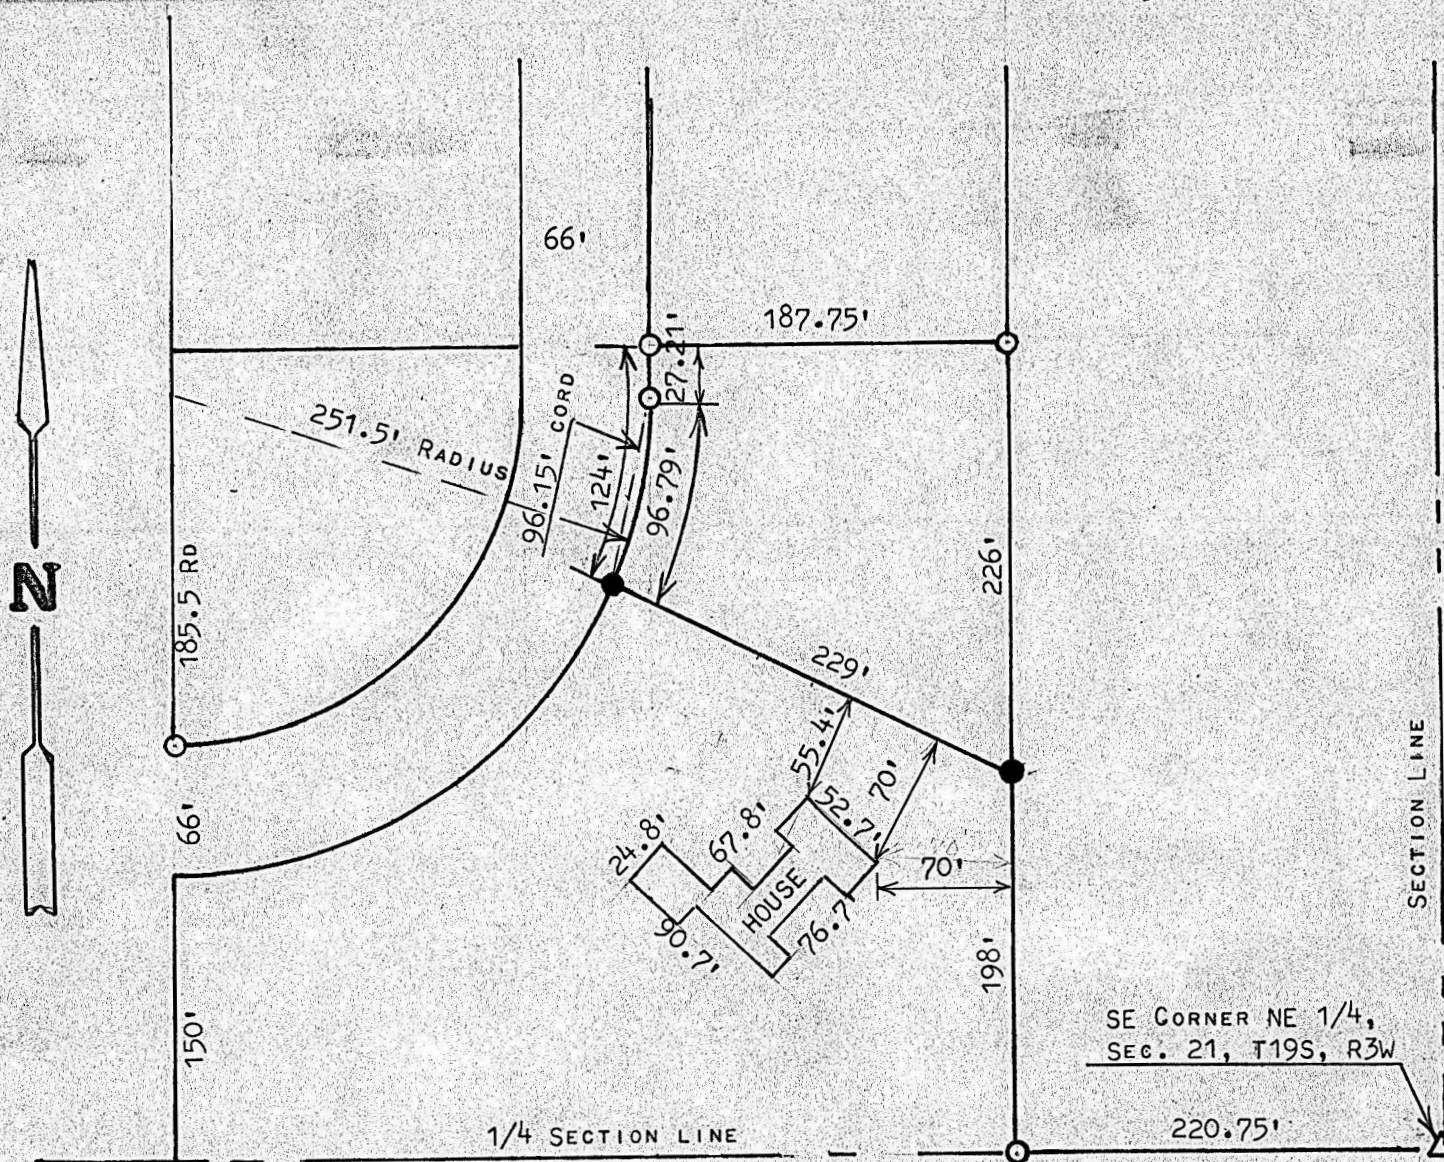 66'
187.75'
27.21'
CORD
251.5' RADIUS
96.15'
124'
96.79'
185.5 RD
N
226'
229'
55.4'
70'
52.7'
66'
24.8'
67.8'
HOUSE
70'
76.7'
90.7'
198'
150'
SECTION LINE
SE CORNER NE 1/4,
SEC. 21, T19S, R3W
220.75'
1/4 SECTION LINE